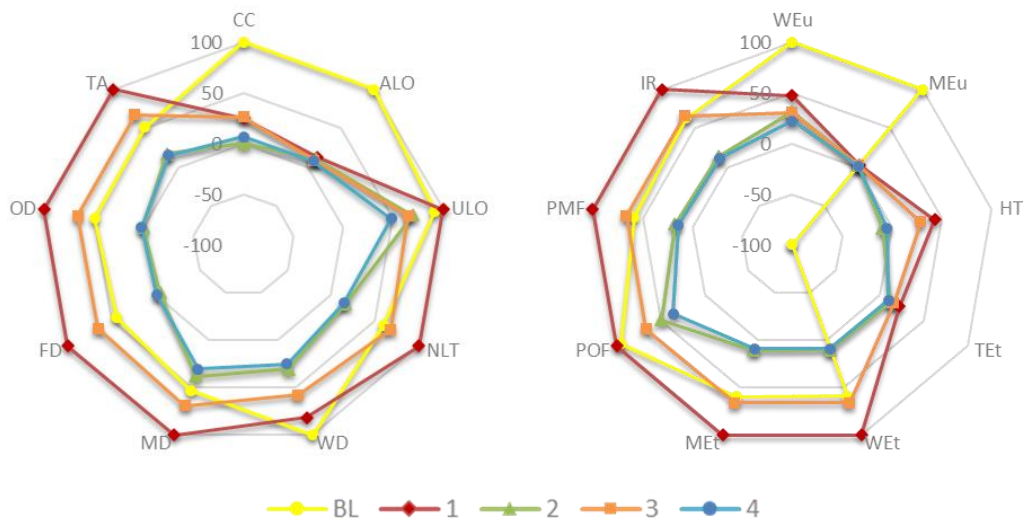 CC
100
TA
ALO
50
0
OD
-50
ULO
-100
FD
NLT
MD
WD
WEu
100
IR
MEu
50
0
PMF
-50
HT
-100
POF
TEt
MEt
WEt
BL 1 2 3 4